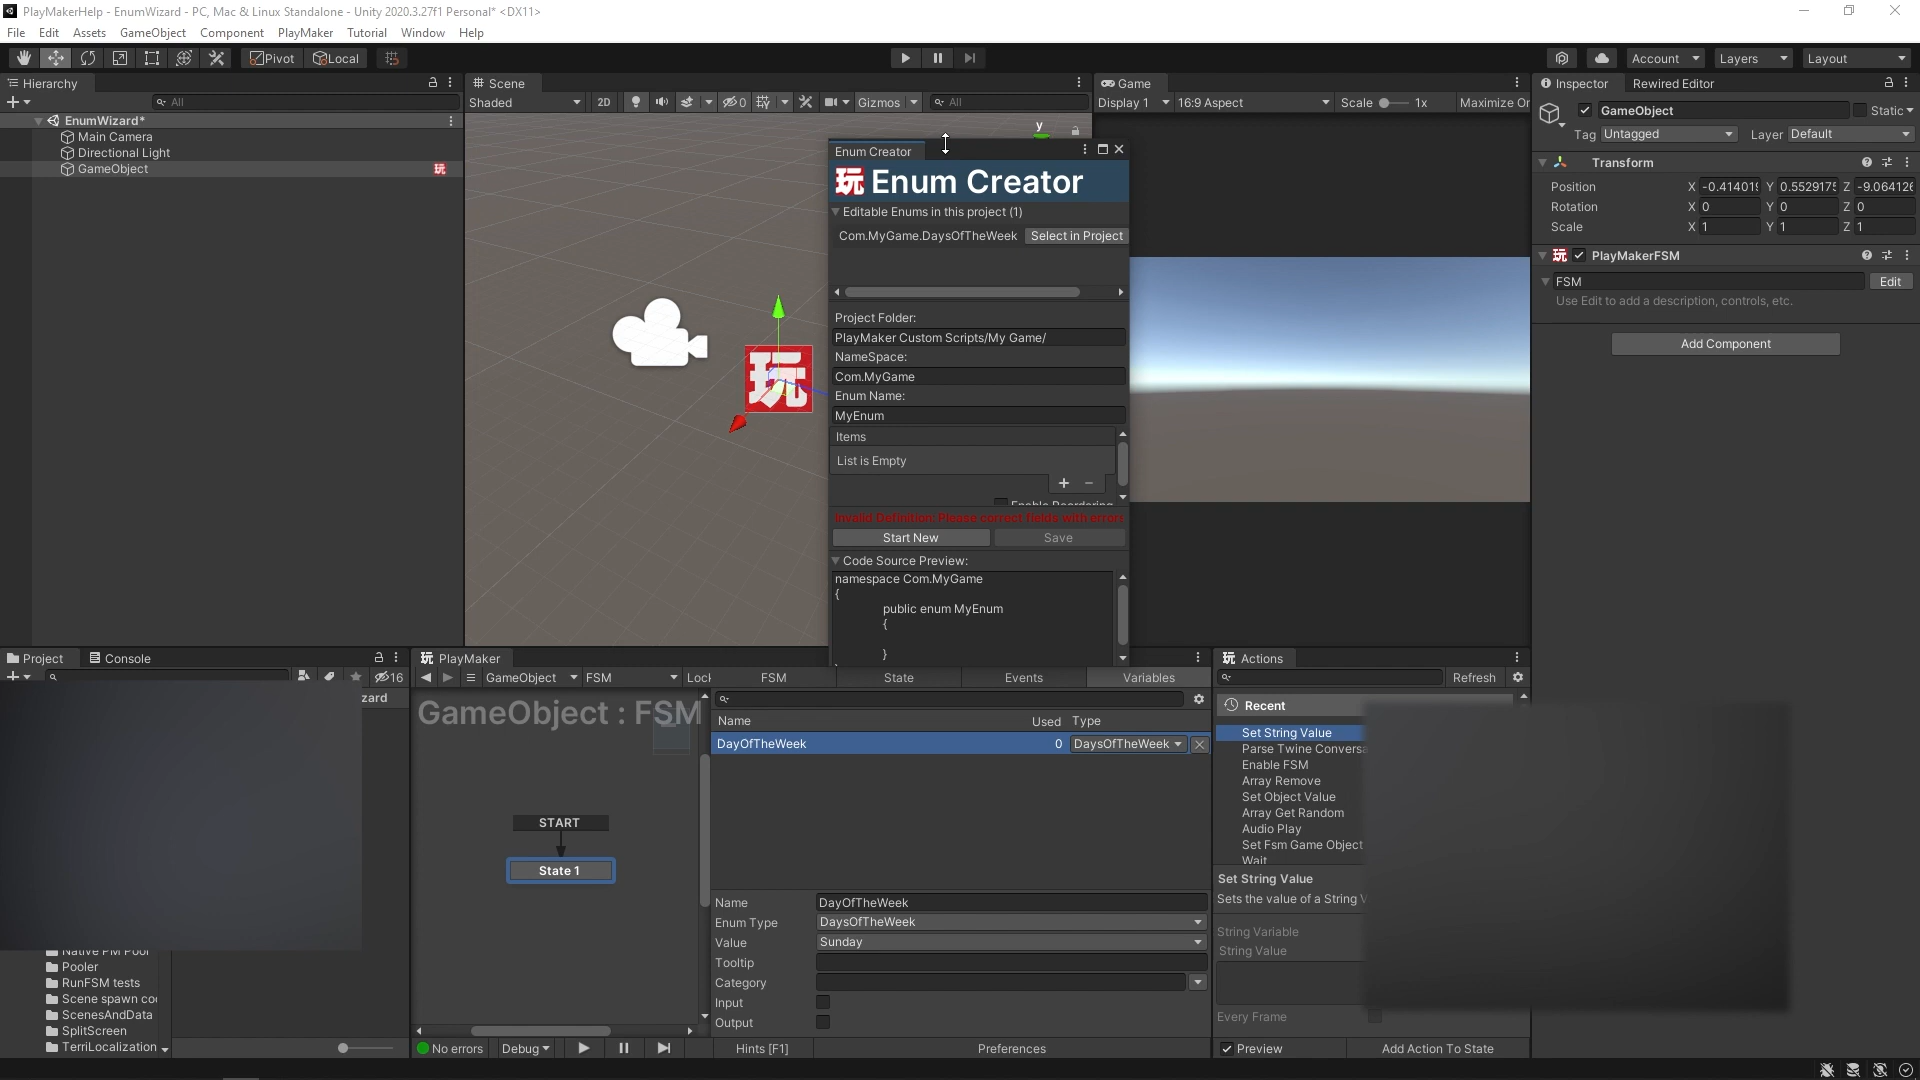 PlayMakerHelp - EnumWizard - PC, Mac & Linux Standalone - Unity 2020.3.27f1 Personal* <DX11>
File Edit Assets GameObject Component PlayMaker Tutorial Window Help
Pivot Local Account Layers Layout
Hierarchy
All
EnumWizard*
Main Camera
Directional Light
GameObject 玩
Scene
Shaded 2D 0 Gizmos All
y
玩
Game
Display 1 16:9 Aspect Scale 1x Maximize On
Enum Creator
玩 Enum Creator
Editable Enums in this project (1)
Com.MyGame.DaysOfTheWeek Select in Project
Project Folder:
PlayMaker Custom Scripts/My Game/
NameSpace:
Com.MyGame
Enum Name:
MyEnum
Items
List is Empty
+ −
Enable Reordering
Invalid Definition: Please correct fields with errors
Start New Save
Code Source Preview:
namespace Com.MyGame
{
public enum MyEnum
{
}
Inspector Rewired Editor
GameObject Static
Tag Untagged Layer Default
Transform
Position X -0.41401 Y 0.552917 Z -9.06412
Rotation X 0 Y 0 Z 0
Scale X 1 Y 1 Z 1
玩 PlayMakerFSM
FSM Edit
Use Edit to add a description, controls, etc.
Add Component
Project Console
16
zard
Native PM Pool
Pooler
RunFSM tests
Scene spawn co
ScenesAndData
SplitScreen
TerriLocalization
玩 PlayMaker
GameObject FSM Lock FSM State Events Variables
GameObject : FSM
START
State 1
Name Used Type
DayOfTheWeek 0 DaysOfTheWeek
Name DayOfTheWeek
Enum Type DaysOfTheWeek
Value Sunday
Tooltip
Category
Input
Output
No errors Debug Hints [F1] Preferences
玩 Actions
Refresh
Recent
Set String Value
Parse Twine Conversa
Enable FSM
Array Remove
Set Object Value
Array Get Random
Audio Play
Set Fsm Game Object
Wait
Set String Value
Sets the value of a String V
String Variable
String Value
Every Frame
Preview Add Action To State